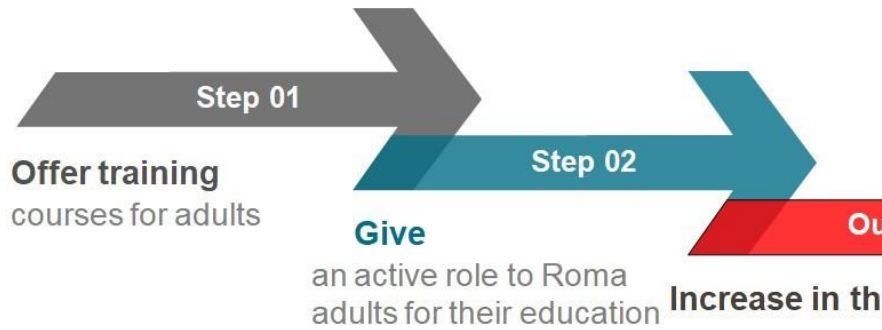 Step 01
Offer training
courses for adults
Step 02
Give
an active role to Roma
adults for their education
Increase in